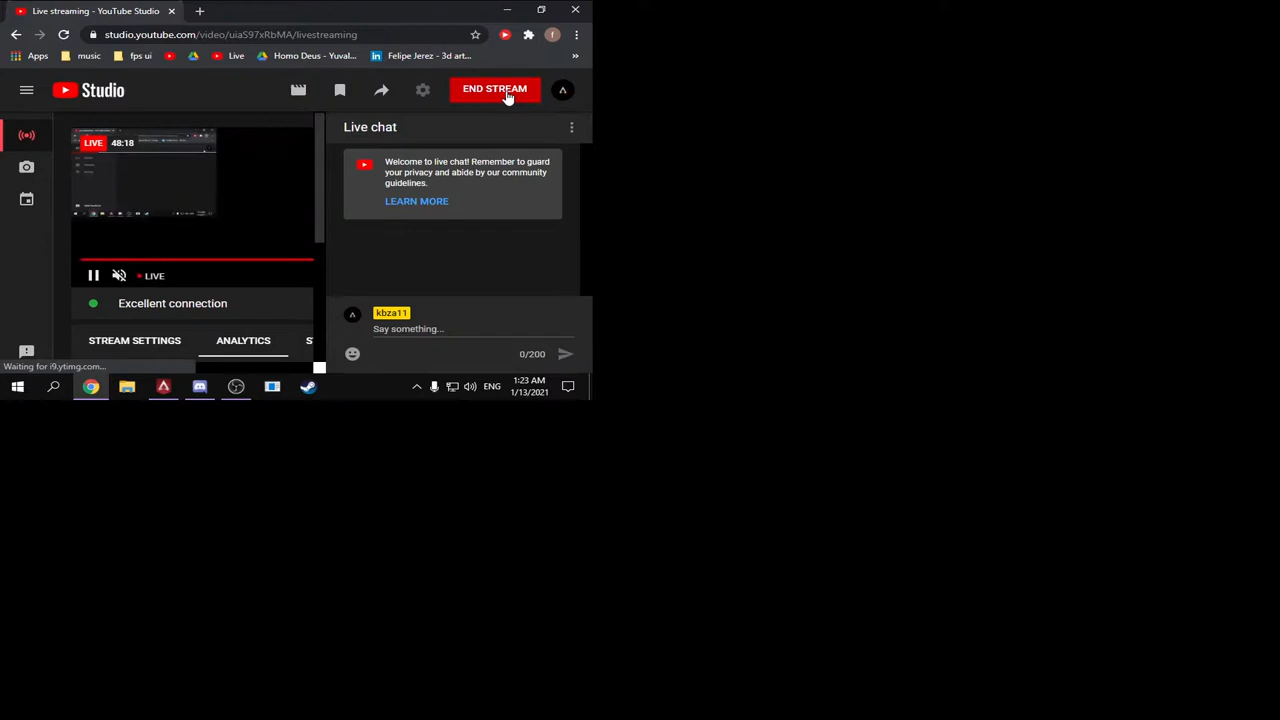 Live streaming - YouTube Studio
studio.youtube.com/video/uiaS97xRbMA/livestreaming
Apps music fps ui Live Homo Deus - Yuval... Felipe Jerez - 3d art... »
Studio
END STREAM
LIVE 48:18
LIVE
Excellent connection
STREAM SETTINGS ANALYTICS S
Live chat
Welcome to live chat! Remember to guard
your privacy and abide by our community
guidelines.
LEARN MORE
kbza11
Say something...
0/200
Waiting for i9.ytimg.com...
ENG
1:23 AM
1/13/2021